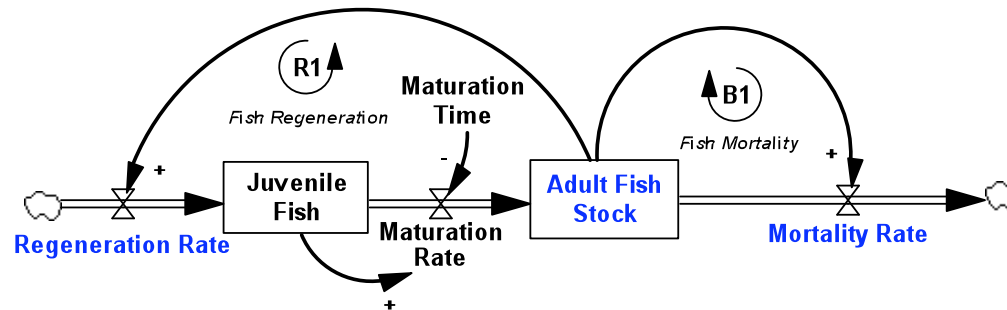 R1
Fish Regeneration
Maturation
Time
B1
Fish Mortality
+
-
+
Juvenile
Fish
Adult Fish
Stock
Regeneration Rate
Maturation
Rate
Mortality Rate
+